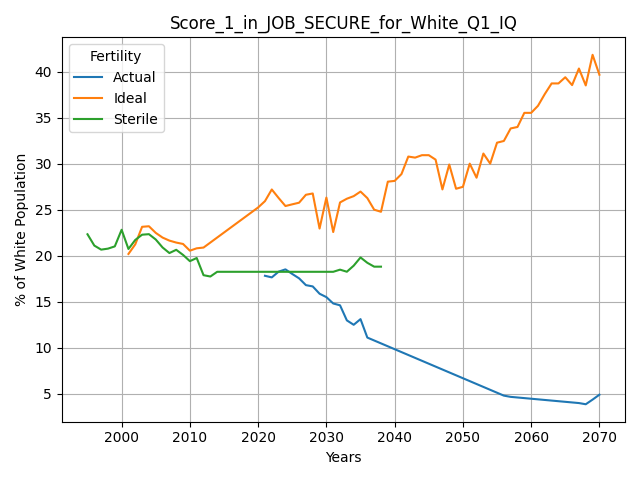 Score_1_in_JOB_SECURE_for_White_Q1_IQ
Fertility
Actual
Ideal
Sterile
% of White Population
40
35
30
25
20
15
10
5
2000 2010 2020 2030 2040 2050 2060 2070
Years